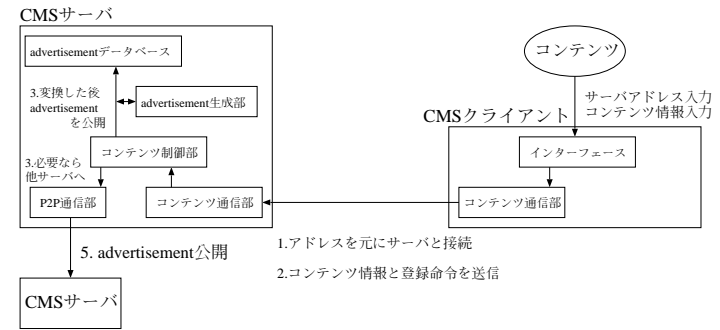 CMSサーバ
advertisementデータベース
3.変換した後
advertisement
を公開
advertisement生成部
コンテンツ制御部
3.必要なら
他サーバへ
P2P通信部
コンテンツ通信部
5. advertisement公開
CMSサーバ
コンテンツ
サーバアドレス入力
コンテンツ情報入力
CMSクライアント
インターフェース
コンテンツ通信部
1.アドレスを元にサーバと接続
2.コンテンツ情報と登録命令を送信